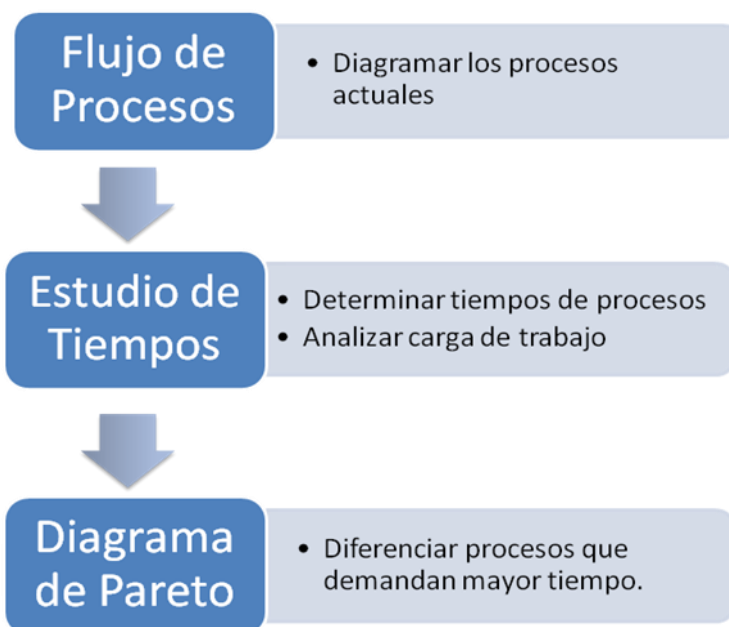 Flujo de
Procesos
• Diagramar los procesos
actuales
Estudio de
Tiempos
• Determinar tiempos de procesos
• Analizar carga de trabajo
Diagrama
de Pareto
• Diferenciar procesos que
demandan mayor tiempo.